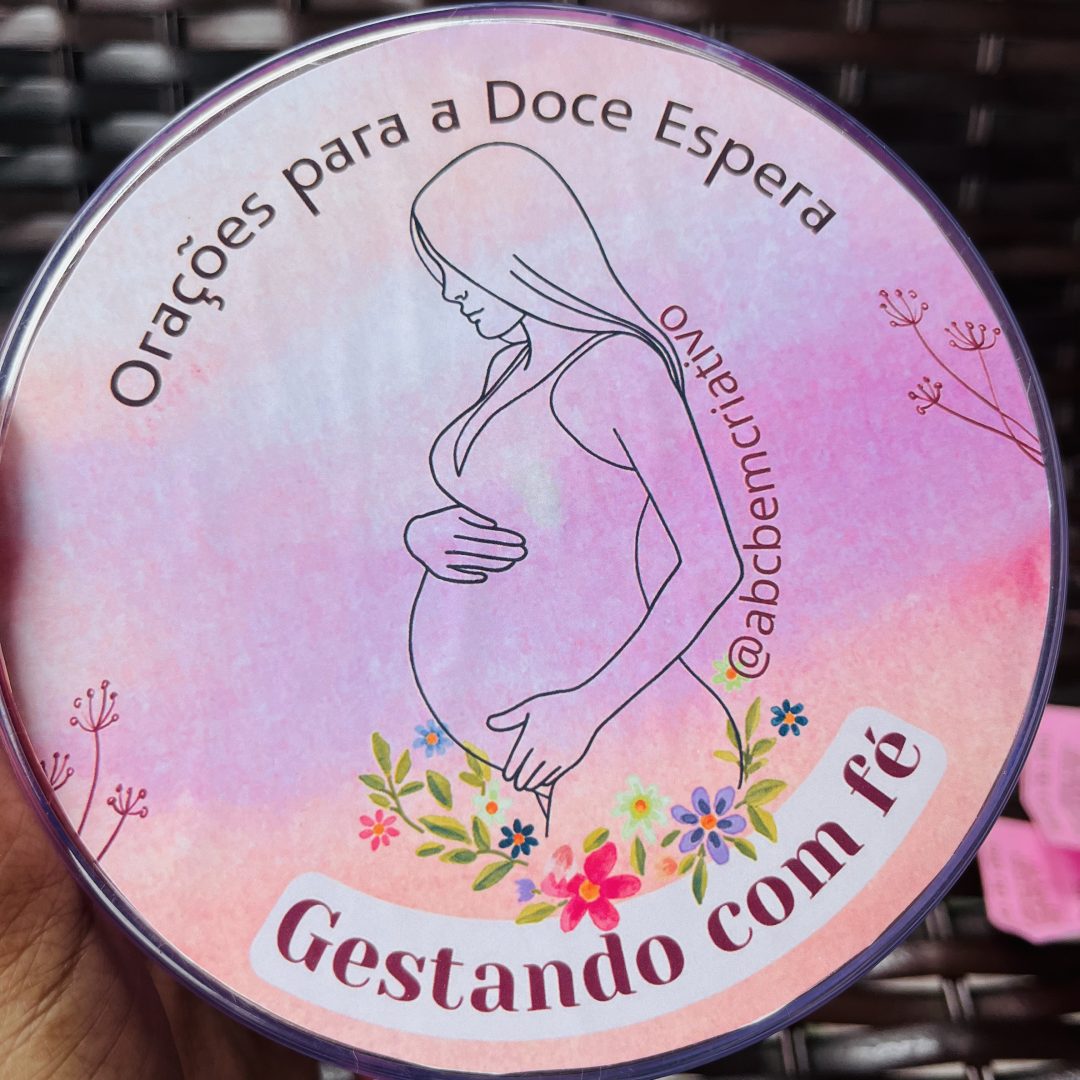 Orações para a Doce Espera
@abcbemcriativo
Gestando com fé